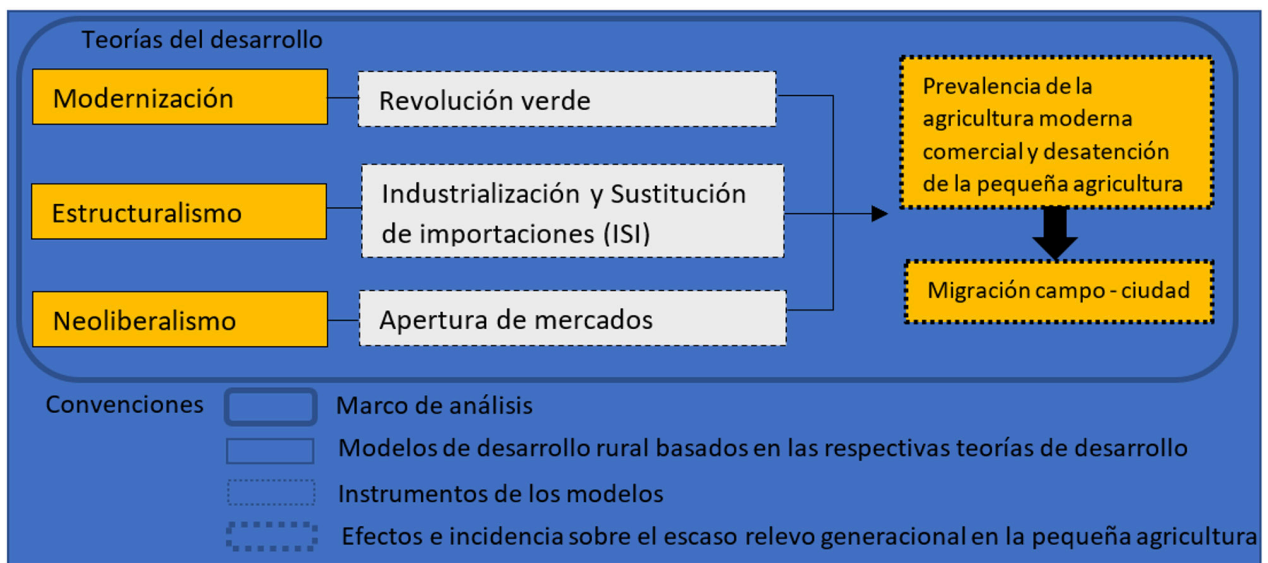 Teorías del desarrollo
Modernización
Revolución verde
Estructuralismo
Industrialización y Sustitución
de importaciones (ISI)
Neoliberalismo
Apertura de mercados
Prevalencia de la
agricultura moderna
comercial y desatención
de la pequeña agricultura
Migración campo - ciudad
Convenciones
Marco de análisis
Modelos de desarrollo rural basados en las respectivas teorías de desarrollo
Instrumentos de los modelos
Efectos e incidencia sobre el escaso relevo generacional en la pequeña agricultura